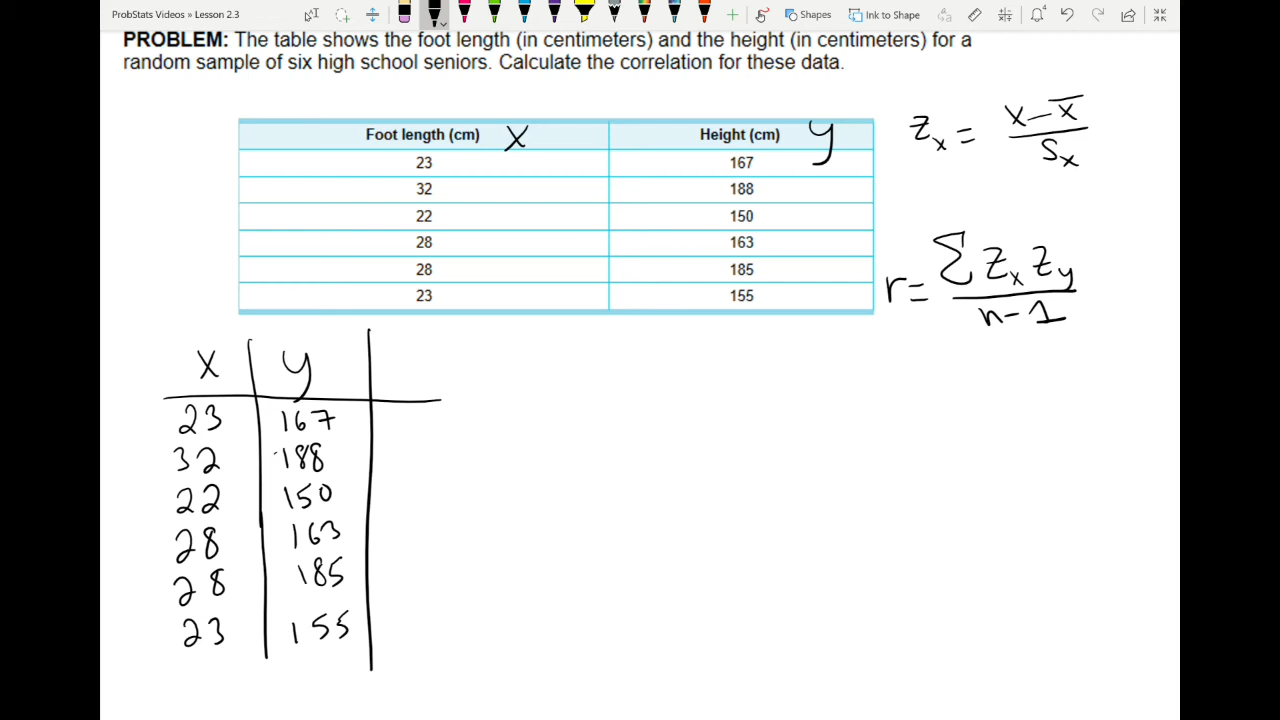 ProbStats Videos » Lesson 2.3
Shapes
Ink to Shape
4
PROBLEM: The table shows the foot length (in centimeters) and the height (in centimeters) for a
random sample of six high school seniors. Calculate the correlation for these data.
Foot length (cm) x Height (cm) y
23 167
32 188
22 150
28 163
28 185
23 155
z_x = (x - x̅) / s_x
r = Σ z_x z_y / (n - 1)
x y
23 167
32 188
22 150
28 163
28 185
23 155